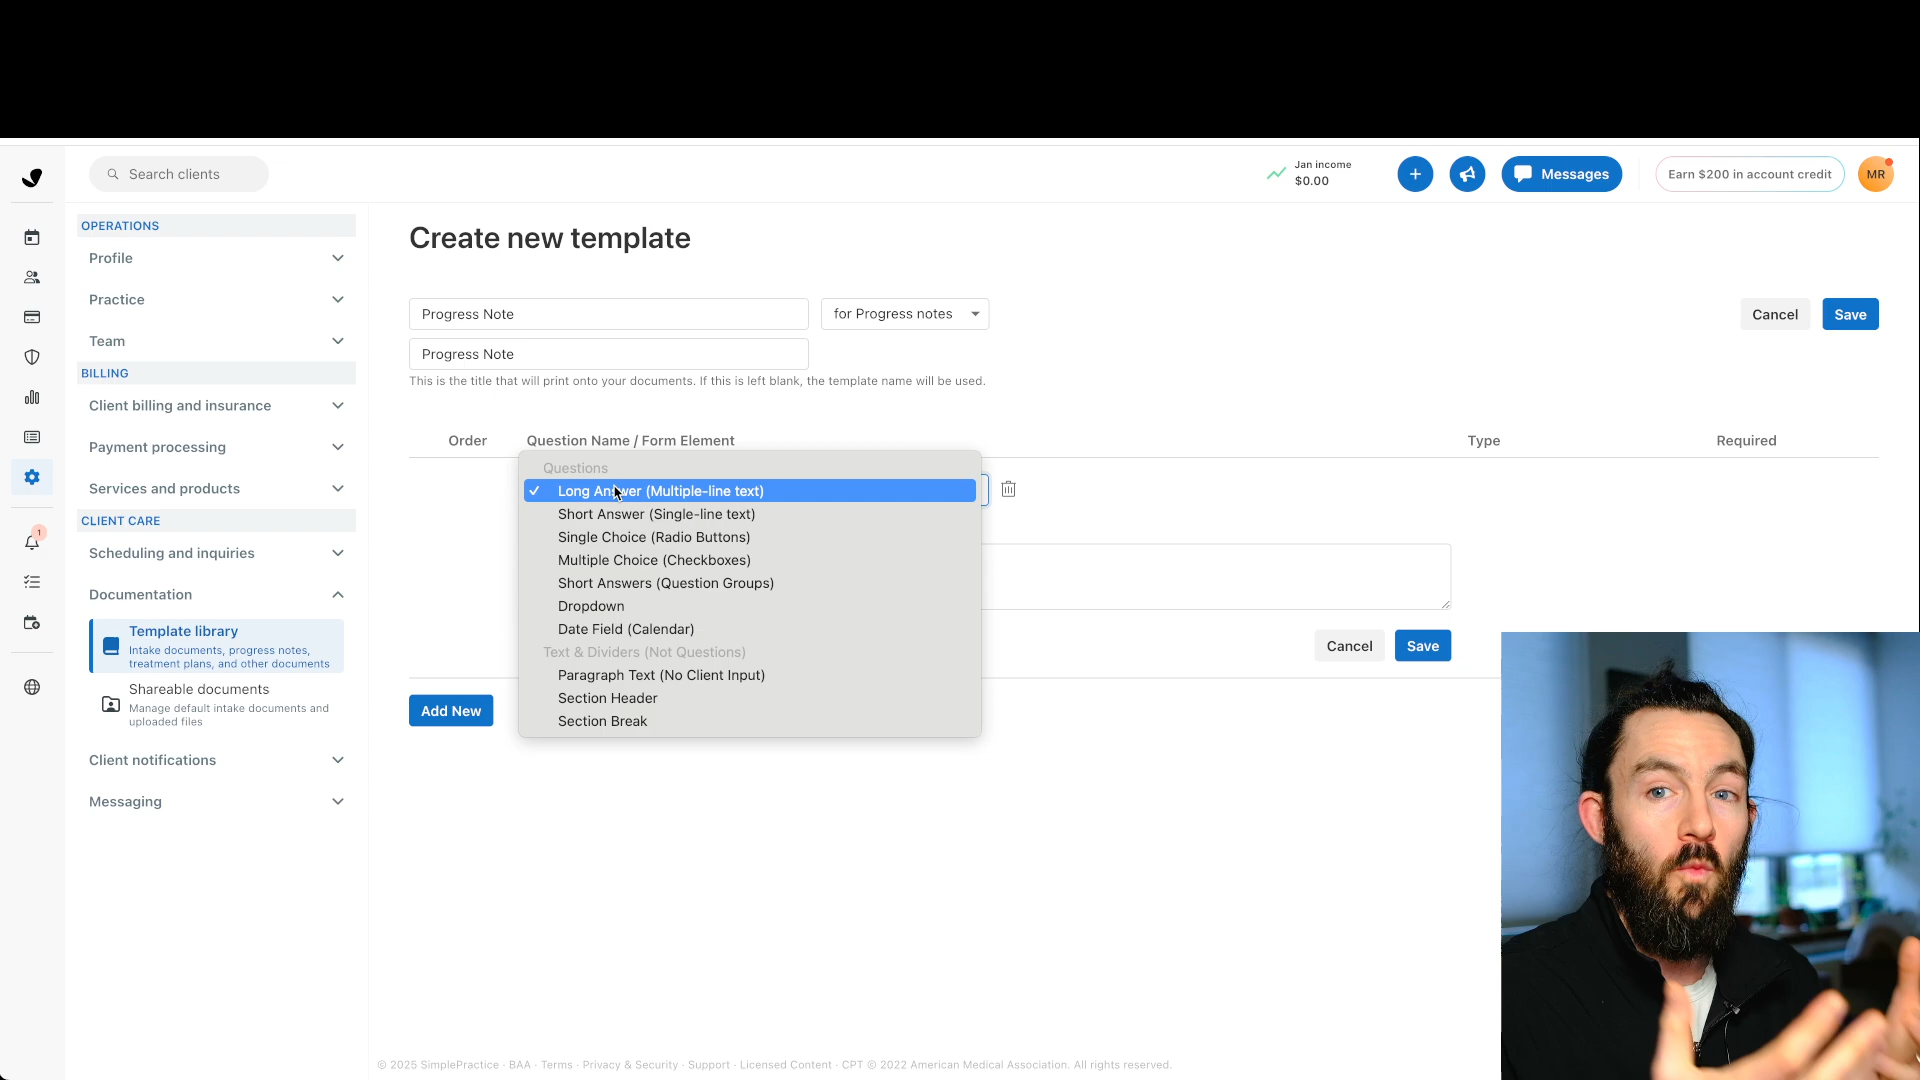 Search clients
Jan income
$0.00
+
Messages
Earn $200 in account credit
MR
OPERATIONS
Profile
Practice
Team
BILLING
Client billing and insurance
Payment processing
Services and products
CLIENT CARE
Scheduling and inquiries
Documentation
Template library
Intake documents, progress notes,
treatment plans, and other documents
Shareable documents
Manage default intake documents and
uploaded files
Client notifications
Messaging
1
Create new template
Progress Note
for Progress notes
Cancel
Save
Progress Note
This is the title that will print onto your documents. If this is left blank, the template name will be used.
Order
Question Name / Form Element
Type
Required
Questions
✓ Long Answer (Multiple-line text)
Short Answer (Single-line text)
Single Choice (Radio Buttons)
Multiple Choice (Checkboxes)
Short Answers (Question Groups)
Dropdown
Date Field (Calendar)
Text & Dividers (Not Questions)
Paragraph Text (No Client Input)
Section Header
Section Break
Cancel
Save
Add New
© 2025 SimplePractice · BAA · Terms · Privacy & Security · Support · Licensed Content · CPT © 2022 American Medical Association. All rights reserved.